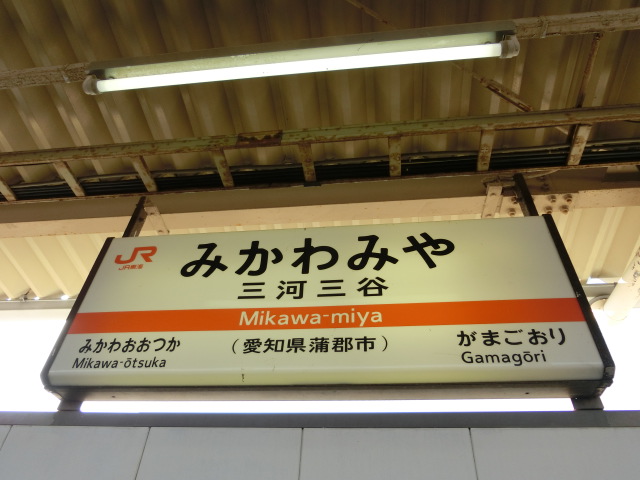 JR
JR東海
みかわみや
三河三谷
Mikawa-miya
みかわおおつか
Mikawa-ōtsuka
(愛知県蒲郡市)
がまごおり
Gamagōri